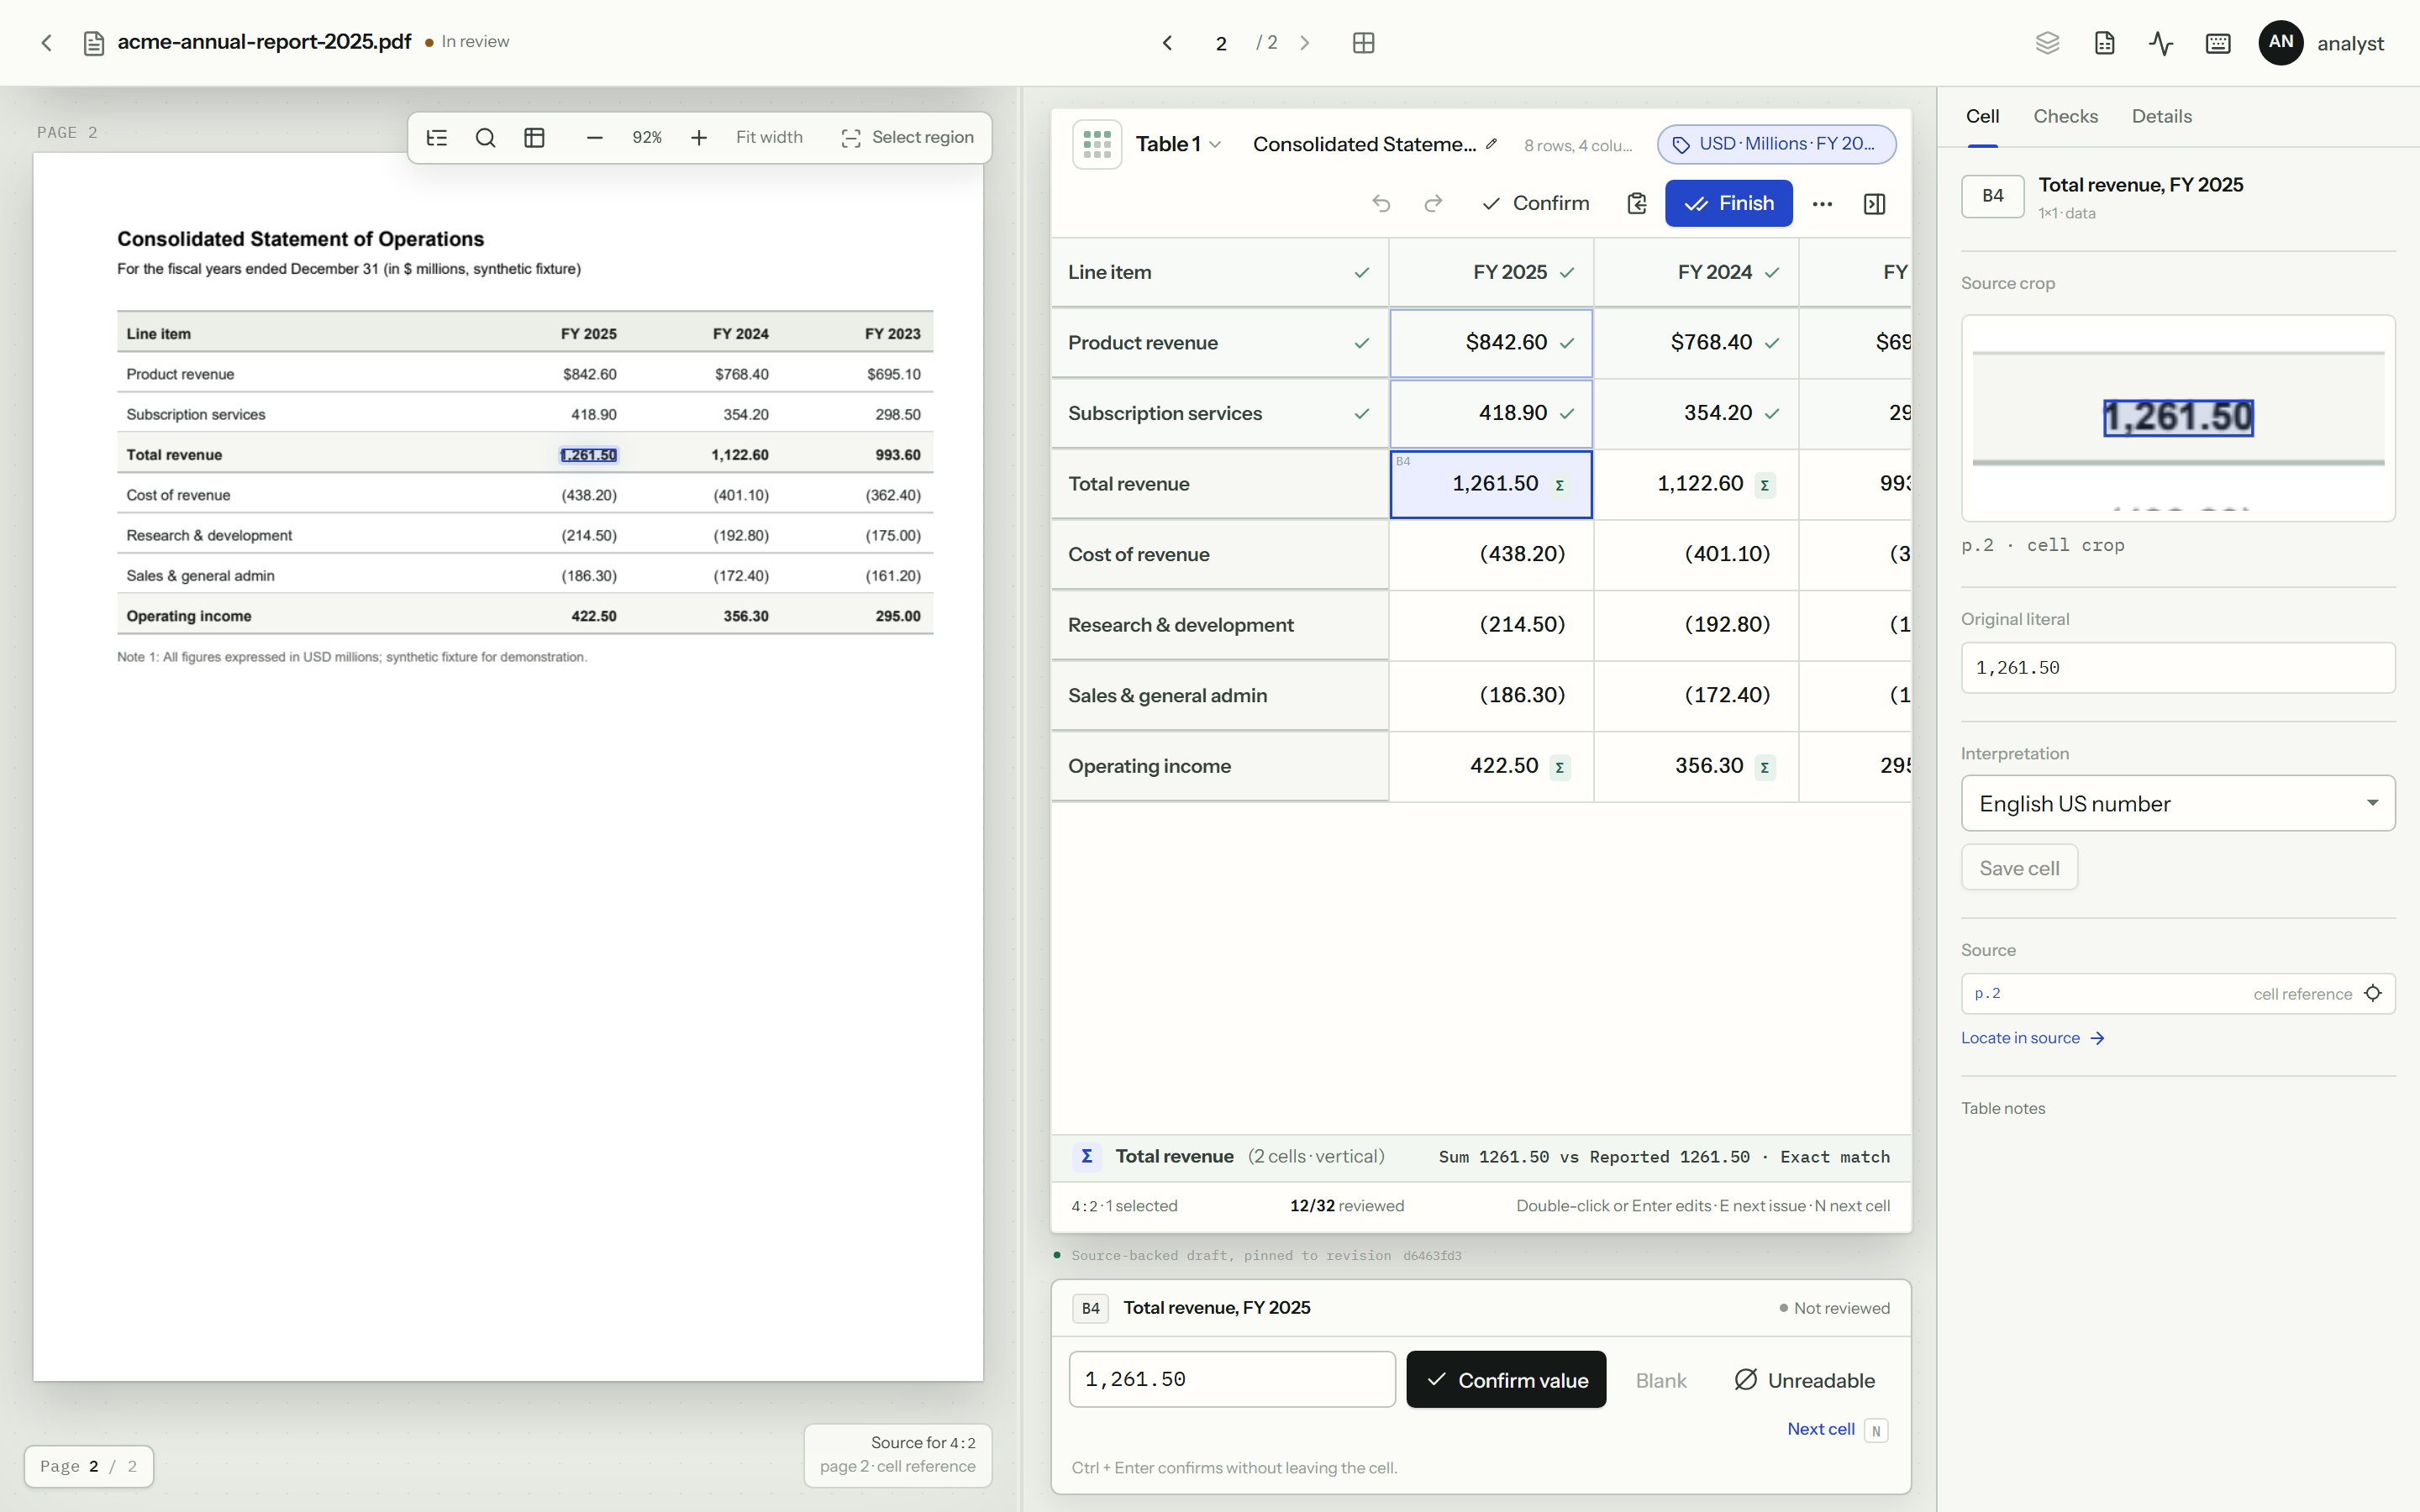 acme-annual-report-2025.pdf In review
2 / 2
AN analyst
PAGE 2
92% Fit width Select region
Consolidated Statement of Operations
For the fiscal years ended December 31 (in $ millions, synthetic fixture)
Line item FY 2025 FY 2024 FY 2023
Product revenue $842.60 $768.40 $695.10
Subscription services 418.90 354.20 298.50
Total revenue 1,261.50 1,122.60 993.60
Cost of revenue (438.20) (401.10) (362.40)
Research & development (214.50) (192.80) (175.00)
Sales & general admin (186.30) (172.40) (161.20)
Operating income 422.50 356.30 295.00
Note 1: All figures expressed in USD millions; synthetic fixture for demonstration.
Page 2 / 2
Source for 4:2
page 2·cell reference
Table 1 Consolidated Stateme... 8 rows, 4 colu... USD·Millions·FY 20...
Confirm Finish
Line item FY 2025 FY 2024 FY
Product revenue $842.60 $768.40 $69
Subscription services 418.90 354.20 29
B4
Total revenue 1,261.50 Σ 1,122.60 Σ 993
Cost of revenue (438.20) (401.10) (3
Research & development (214.50) (192.80) (1
Sales & general admin (186.30) (172.40) (1
Operating income 422.50 Σ 356.30 Σ 295
Σ Total revenue (2 cells·vertical) Sum 1261.50 vs Reported 1261.50 · Exact match
4:2·1 selected 12/32 reviewed Double-click or Enter edits·E next issue·N next cell
Source-backed draft, pinned to revision d6463fd3
B4 Total revenue, FY 2025 Not reviewed
1,261.50 Confirm value Blank Unreadable
Next cell N
Ctrl + Enter confirms without leaving the cell.
Cell Checks Details
B4 Total revenue, FY 2025
1×1·data
Source crop
1,261.50
p.2 · cell crop
Original literal
1,261.50
Interpretation
English US number
Save cell
Source
p.2 cell reference
Locate in source
Table notes